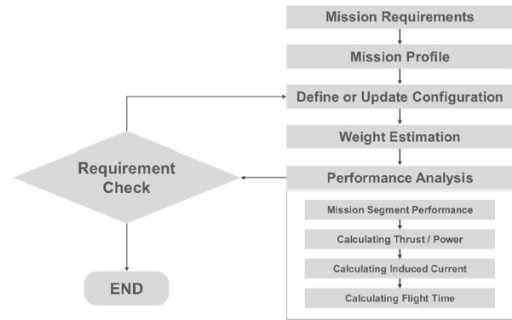 Mission Requirements
Mission Profile
Define or Update Configuration
Weight Estimation
Requirement
Check
Performance Analysis
Mission Segment Performance
Calculating Thrust / Power
Calculating Induced Current
END
Calculating Flight Time